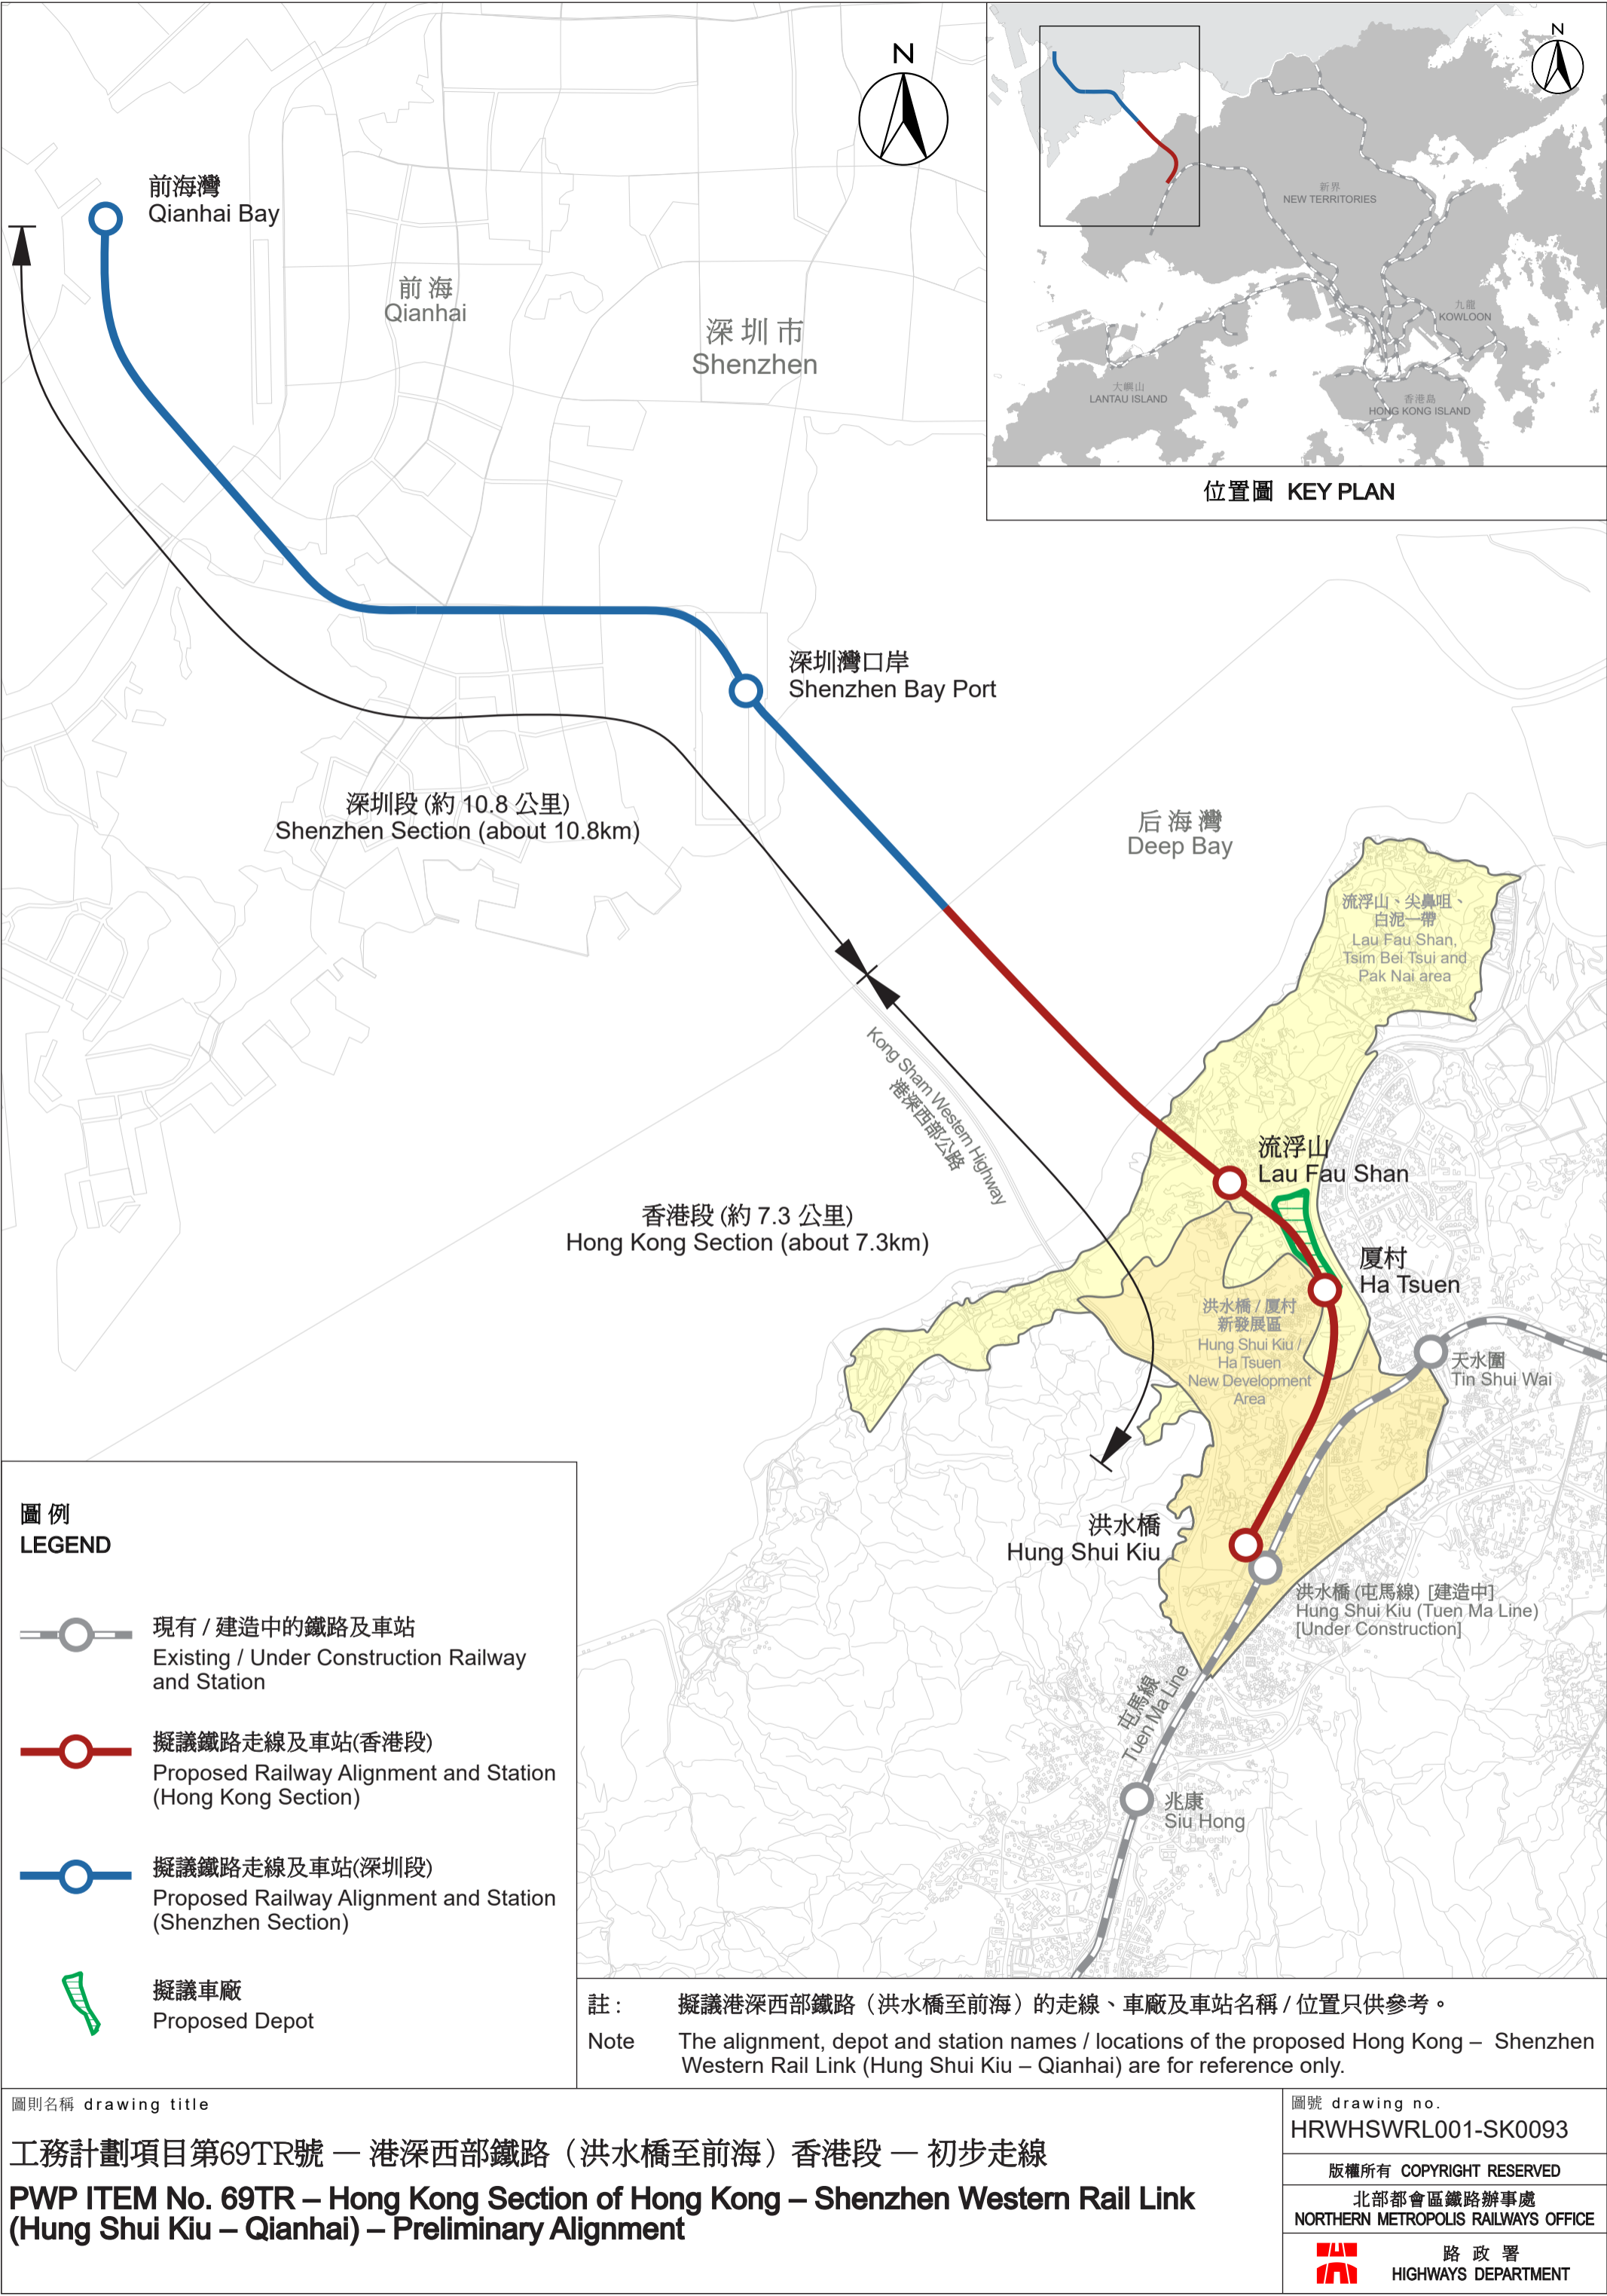 N
前海灣
Qianhai Bay
前海
Qianhai
深圳市
Shenzhen
N
新界
NEW TERRITORIES
九龍
KOWLOON
大嶼山
LANTAU ISLAND
香港島
HONG KONG ISLAND
位置圖 KEY PLAN
深圳灣口岸
Shenzhen Bay Port
深圳段 (約 10.8 公里)
Shenzhen Section (about 10.8km)
后海灣
Deep Bay
流浮山、尖鼻咀、
白泥一帶
Lau Fau Shan,
Tsim Bei Tsui and
Pak Nai area
Kong Sham Western Highway
港深西部公路
流浮山
Lau Fau Shan
香港段 (約 7.3 公里)
Hong Kong Section (about 7.3km)
厦村
Ha Tsuen
洪水橋 / 厦村
新發展區
Hung Shui Kiu /
Ha Tsuen
New Development
Area
天水圍
Tin Shui Wai
洪水橋
Hung Shui Kiu
洪水橋 (屯馬線) [建造中]
Hung Shui Kiu (Tuen Ma Line)
[Under Construction]
屯馬線
Tuen Ma Line
兆康
Siu Hong
University
圖例
LEGEND
現有 / 建造中的鐵路及車站
Existing / Under Construction Railway
and Station
擬議鐵路走線及車站(香港段)
Proposed Railway Alignment and Station
(Hong Kong Section)
擬議鐵路走線及車站(深圳段)
Proposed Railway Alignment and Station
(Shenzhen Section)
擬議車廠
Proposed Depot
註 : 擬議港深西部鐵路（洪水橋至前海）的走線、車廠及車站名稱 / 位置只供參考。
Note The alignment, depot and station names / locations of the proposed Hong Kong – Shenzhen
Western Rail Link (Hung Shui Kiu – Qianhai) are for reference only.
圖則名稱 drawing title
工務計劃項目第69TR號 — 港深西部鐵路（洪水橋至前海）香港段 — 初步走線
PWP ITEM No. 69TR – Hong Kong Section of Hong Kong – Shenzhen Western Rail Link
(Hung Shui Kiu – Qianhai) – Preliminary Alignment
圖號 drawing no.
HRWHSWRL001-SK0093
版權所有 COPYRIGHT RESERVED
北部都會區鐵路辦事處
NORTHERN METROPOLIS RAILWAYS OFFICE
路政署
HIGHWAYS DEPARTMENT